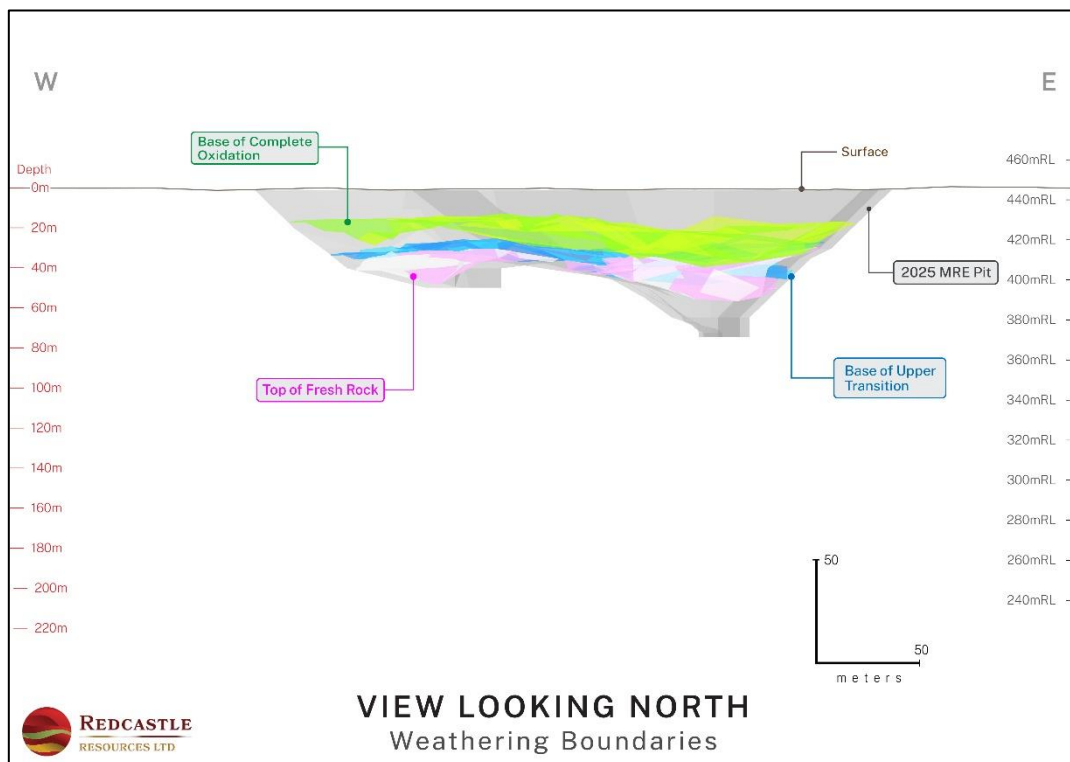 W
E
Base of Complete
Oxidation
Surface
Depth
0m
20m
40m
60m
80m
100m
120m
140m
160m
180m
200m
220m
460mRL
440mRL
420mRL
400mRL
380mRL
360mRL
340mRL
320mRL
300mRL
280mRL
260mRL
240mRL
2025 MRE Pit
Top of Fresh Rock
Base of Upper
Transition
50
50
meters
VIEW LOOKING NORTH
Weathering Boundaries
REDCASTLE
RESOURCES LTD